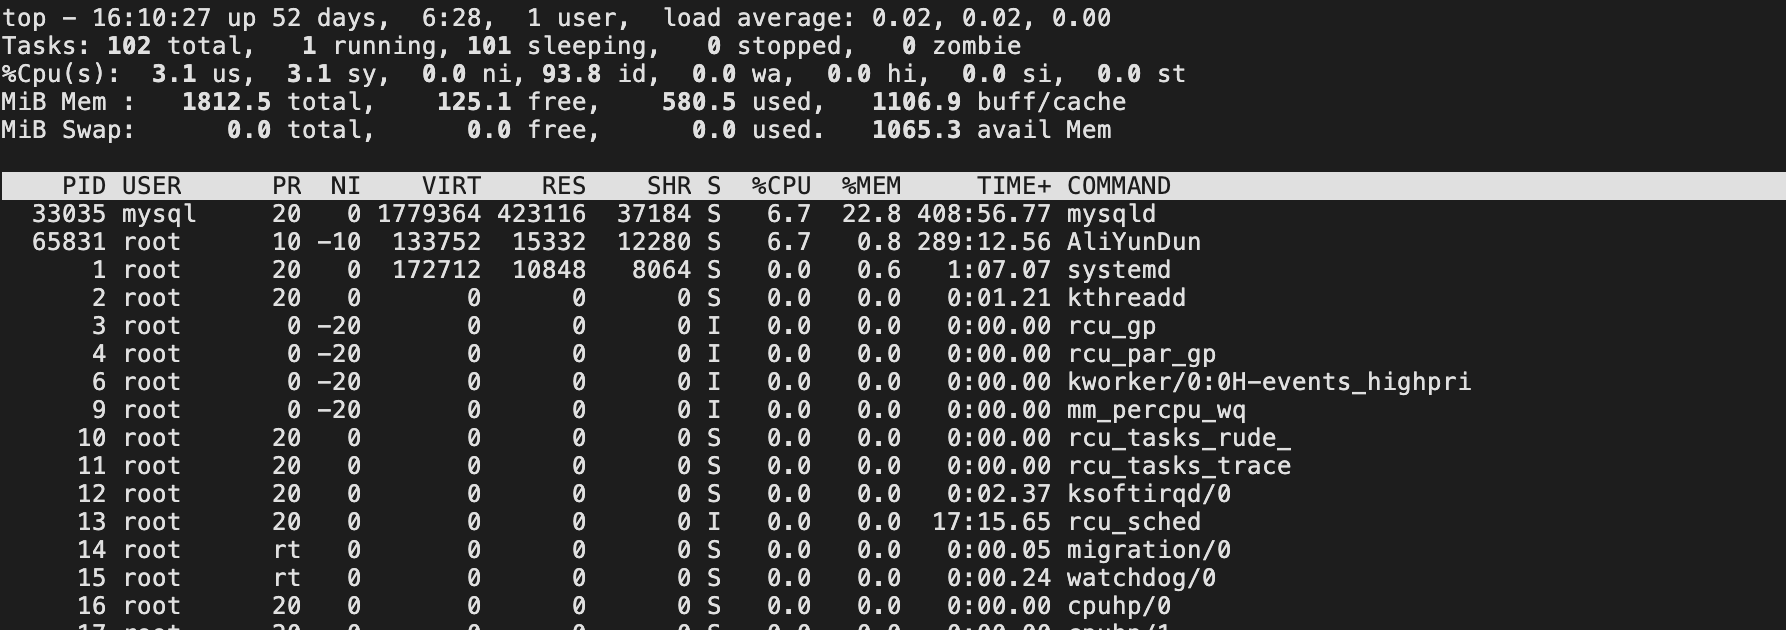 top - 16:10:27 up 52 days,  6:28,  1 user,  load average: 0.02, 0.02, 0.00
Tasks: 102 total,   1 running, 101 sleeping,   0 stopped,   0 zombie
%Cpu(s):  3.1 us,  3.1 sy,  0.0 ni, 93.8 id,  0.0 wa,  0.0 hi,  0.0 si,  0.0 st
MiB Mem :   1812.5 total,    125.1 free,    580.5 used,   1106.9 buff/cache
MiB Swap:      0.0 total,      0.0 free,      0.0 used.   1065.3 avail Mem
    PID USER      PR  NI    VIRT    RES    SHR S  %CPU  %MEM     TIME+ COMMAND
  33035 mysql     20   0 1779364 423116  37184 S   6.7  22.8 408:56.77 mysqld
  65831 root      10 -10  133752  15332  12280 S   6.7   0.8 289:12.56 AliYunDun
      1 root      20   0  172712  10848   8064 S   0.0   0.6   1:07.07 systemd
      2 root      20   0       0      0      0 S   0.0   0.0   0:01.21 kthreadd
      3 root       0 -20       0      0      0 I   0.0   0.0   0:00.00 rcu_gp
      4 root       0 -20       0      0      0 I   0.0   0.0   0:00.00 rcu_par_gp
      6 root       0 -20       0      0      0 I   0.0   0.0   0:00.00 kworker/0:0H-events_highpri
      9 root       0 -20       0      0      0 I   0.0   0.0   0:00.00 mm_percpu_wq
     10 root      20   0       0      0      0 S   0.0   0.0   0:00.00 rcu_tasks_rude_
     11 root      20   0       0      0      0 S   0.0   0.0   0:00.00 rcu_tasks_trace
     12 root      20   0       0      0      0 S   0.0   0.0   0:02.37 ksoftirqd/0
     13 root      20   0       0      0      0 I   0.0   0.0  17:15.65 rcu_sched
     14 root      rt   0       0      0      0 S   0.0   0.0   0:00.05 migration/0
     15 root      rt   0       0      0      0 S   0.0   0.0   0:00.24 watchdog/0
     16 root      20   0       0      0      0 S   0.0   0.0   0:00.00 cpuhp/0